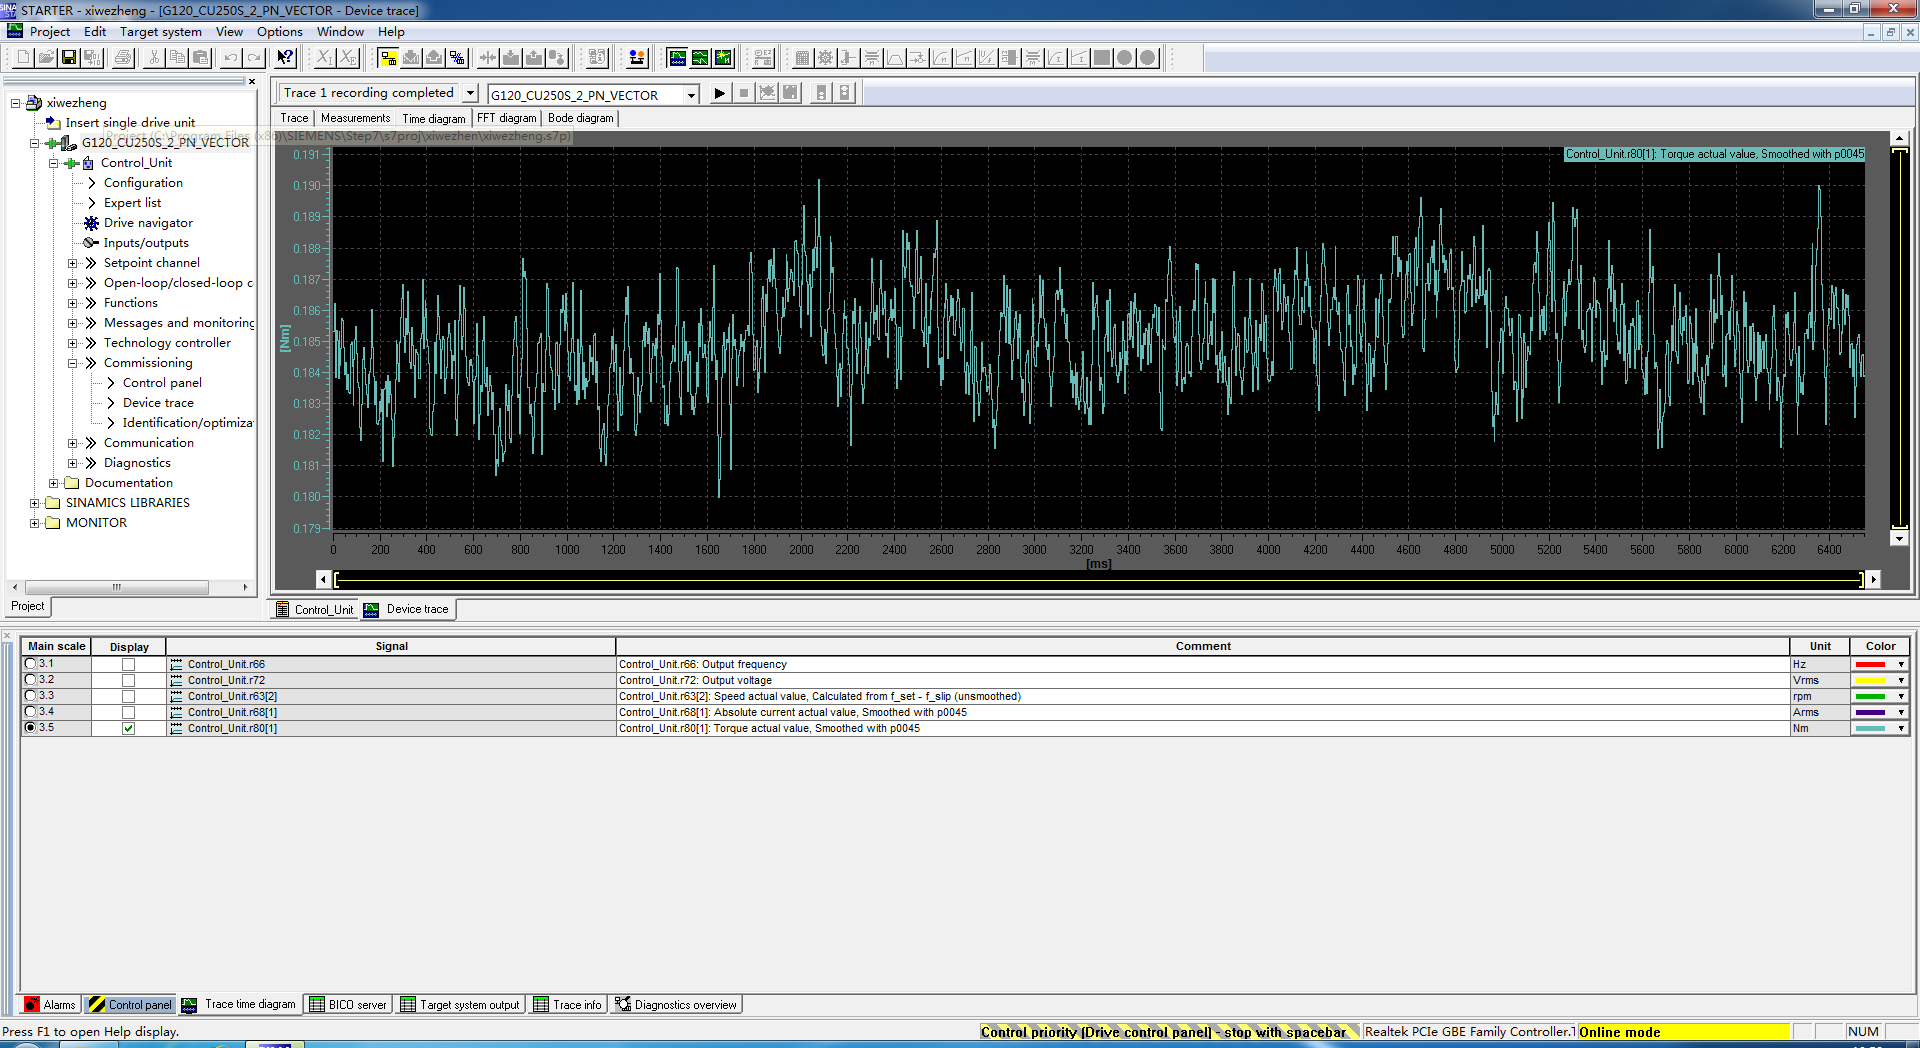 STARTER - xiwezheng - [G120_CU250S_2_PN_VECTOR - Device trace]
Project Edit Target system View Options Window Help
Trace 1 recording completed G120_CU250S_2_PN_VECTOR
Trace Measurements Time diagram FFT diagram Bode diagram
xiwezheng
Insert single drive unit
Project (C:\Program Files (x86)\SIEMENS\Step7\s7proj\xiwezhen\xiwezheng.s7p)
G120_CU250S_2_PN_VECTOR
Control_Unit
Configuration
Expert list
Drive navigator
Inputs/outputs
Setpoint channel
Open-loop/closed-loop c
Functions
Messages and monitoring
Technology controller
Commissioning
Control panel
Device trace
Identification/optimiza
Communication
Diagnostics
Documentation
SINAMICS LIBRARIES
MONITOR
Project
Control_Unit.r80[1]: Torque actual value, Smoothed with p0045
0.191
0.190
0.189
0.188
0.187
0.186
0.185
0.184
0.183
0.182
0.181
0.180
0.179
[Nm]
0 200 400 600 800 1000 1200 1400 1600 1800 2000 2200 2400 2600 2800 3000 3200 3400 3600 3800 4000 4200 4400 4600 4800 5000 5200 5400 5600 5800 6000 6200 6400
[ms]
Control_Unit Device trace
Main scale Display Signal Comment Unit Color
3.1 Control_Unit.r66 Control_Unit.r66: Output frequency Hz
3.2 Control_Unit.r72 Control_Unit.r72: Output voltage Vrms
3.3 Control_Unit.r63[2] Control_Unit.r63[2]: Speed actual value, Calculated from f_set - f_slip (unsmoothed) rpm
3.4 Control_Unit.r68[1] Control_Unit.r68[1]: Absolute current actual value, Smoothed with p0045 Arms
3.5 Control_Unit.r80[1] Control_Unit.r80[1]: Torque actual value, Smoothed with p0045 Nm
Alarms Control panel Trace time diagram BICO server Target system output Trace info Diagnostics overview
Press F1 to open Help display. Control priority [Drive control panel] - stop with spacebar Realtek PCIe GBE Family Controller.T Online mode NUM